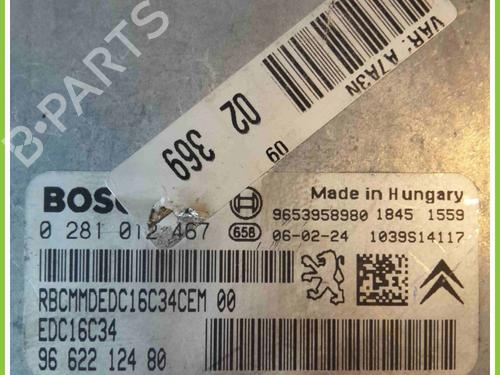 B-PARTS
VAR: A7A3N
09
02 369
BOSC
Made in Hungary
9653958980 1845 1559
0 281 012 467
658
06-02-24 1039S14117
RBCMMDEDC16C34CEM 00
EDC16C34
96 622 124 80